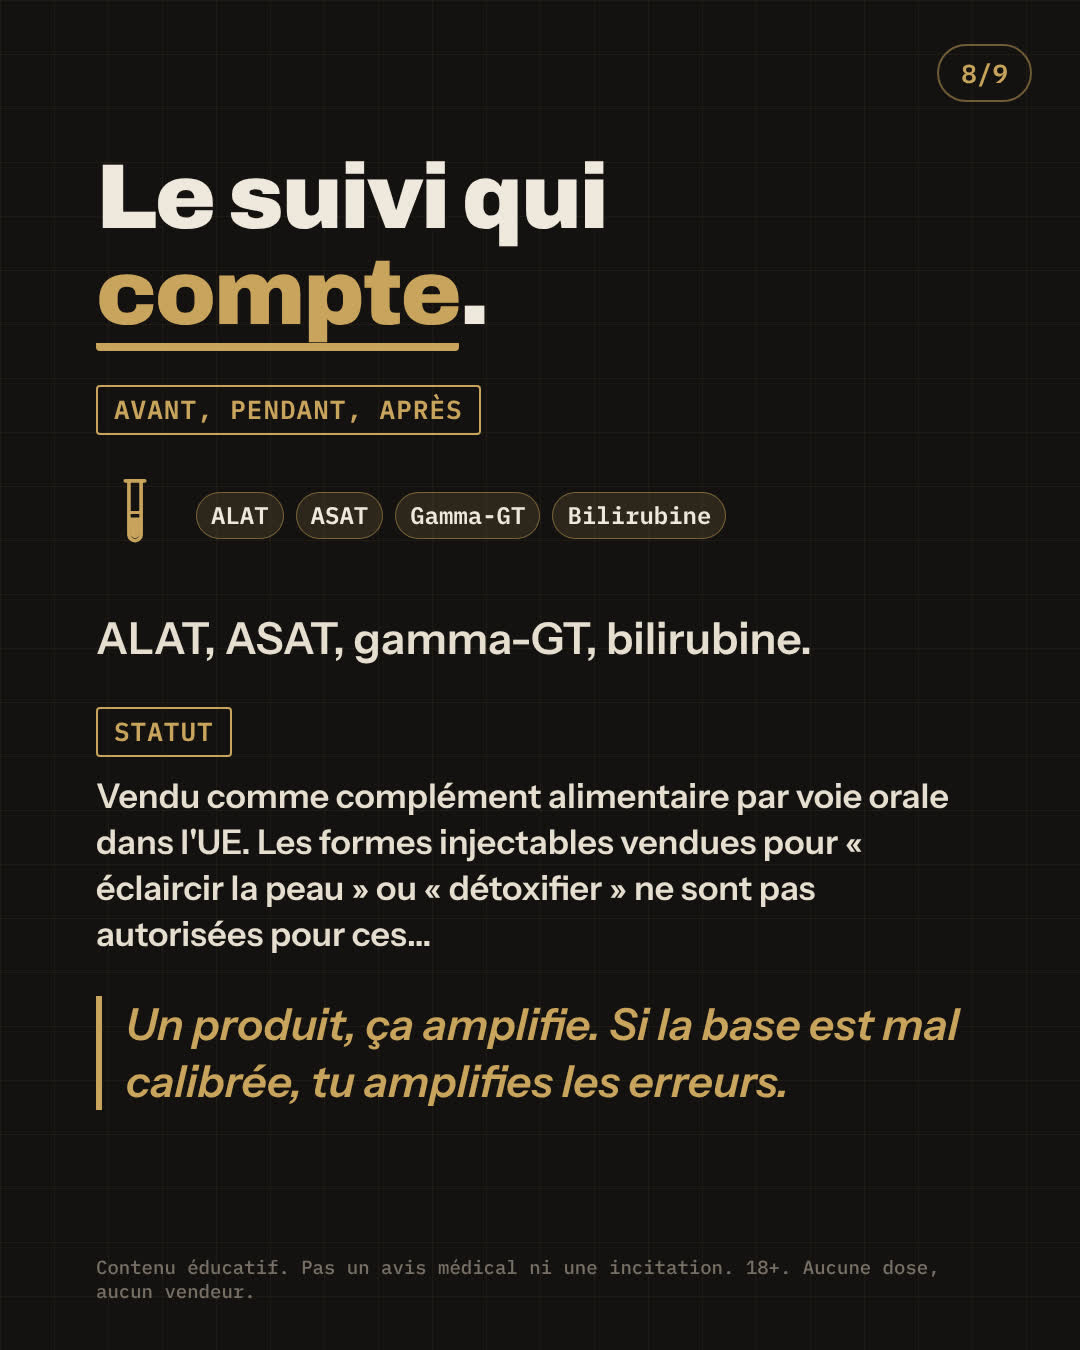 8/9
Le suivi qui
compte.
AVANT, PENDANT, APRÈS
ALAT ASAT Gamma-GT Bilirubine
ALAT, ASAT, gamma-GT, bilirubine.
STATUT
Vendu comme complément alimentaire par voie orale
dans l'UE. Les formes injectables vendues pour «
éclaircir la peau » ou « détoxifier » ne sont pas
autorisées pour ces...
Un produit, ça amplifie. Si la base est mal
calibrée, tu amplifies les erreurs.
Contenu éducatif. Pas un avis médical ni une incitation. 18+. Aucune dose,
aucun vendeur.